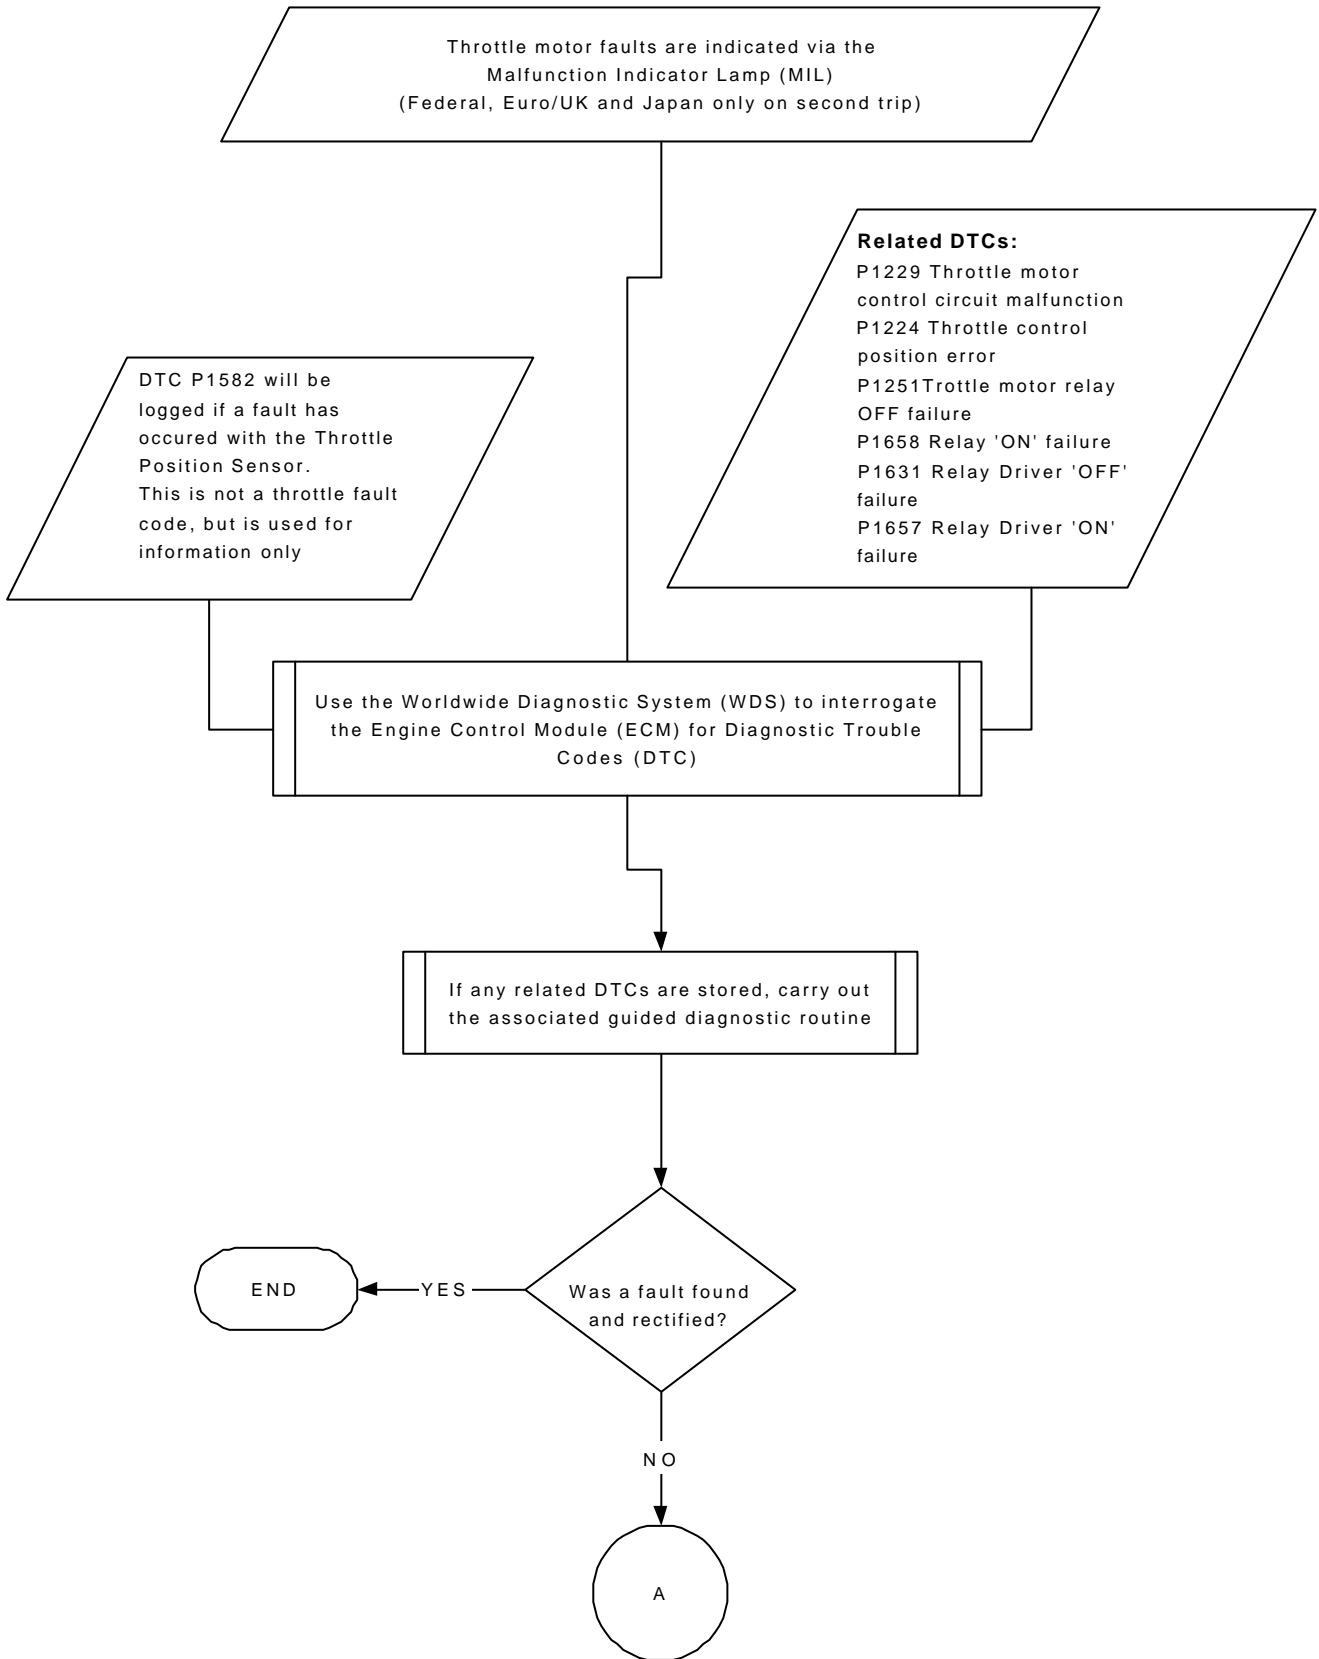 Throttle motor faults are indicated via the
Malfunction Indicator Lamp (MIL)
(Federal, Euro/UK and Japan only on second trip)
Related DTCs:
P1229 Throttle motor
control circuit malfunction
P1224 Throttle control
position error
P1251Trottle motor relay
OFF failure
P1658 Relay 'ON' failure
P1631 Relay Driver 'OFF'
failure
P1657 Relay Driver 'ON'
failure
DTC P1582 will be
logged if a fault has
occured with the Throttle
Position Sensor.
This is not a throttle fault
code, but is used for
information only
Use the Worldwide Diagnostic System (WDS) to interrogate
the Engine Control Module (ECM) for Diagnostic Trouble
Codes (DTC)
If any related DTCs are stored, carry out
the associated guided diagnostic routine
Was a fault found
and rectified?
YES
END
NO
A